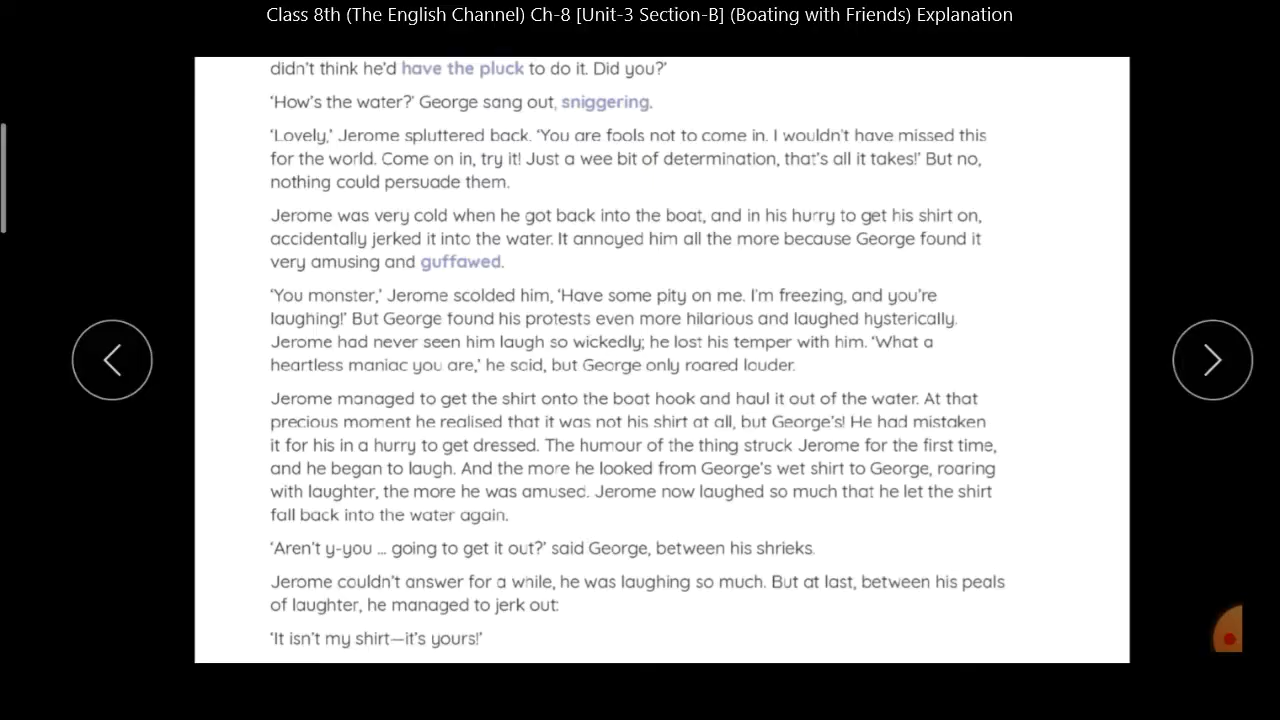 Class 8th (The English Channel) Ch-8 [Unit-3 Section-B] (Boating with Friends) Explanation
didn't think he'd have the pluck to do it. Did you?'
'How's the water?' George sang out, sniggering.
'Lovely,' Jerome spluttered back. 'You are fools not to come in. I wouldn't have missed this
for the world. Come on in, try it! Just a wee bit of determination, that's all it takes!' But no,
nothing could persuade them.
Jerome was very cold when he got back into the boat, and in his hurry to get his shirt on,
accidentally jerked it into the water. It annoyed him all the more because George found it
very amusing and guffawed.
'You monster,' Jerome scolded him, 'Have some pity on me. I'm freezing, and you're
laughing!' But George found his protests even more hilarious and laughed hysterically.
Jerome had never seen him laugh so wickedly; he lost his temper with him. 'What a
heartless maniac you are,' he said, but George only roared louder.
Jerome managed to get the shirt onto the boat hook and haul it out of the water. At that
precious moment he realised that it was not his shirt at all, but George's! He had mistaken
it for his in a hurry to get dressed. The humour of the thing struck Jerome for the first time,
and he began to laugh. And the more he looked from George's wet shirt to George, roaring
with laughter, the more he was amused. Jerome now laughed so much that he let the shirt
fall back into the water again.
'Aren't y-you ... going to get it out?' said George, between his shrieks.
Jerome couldn't answer for a while, he was laughing so much. But at last, between his peals
of laughter, he managed to jerk out:
'It isn't my shirt—it's yours!'